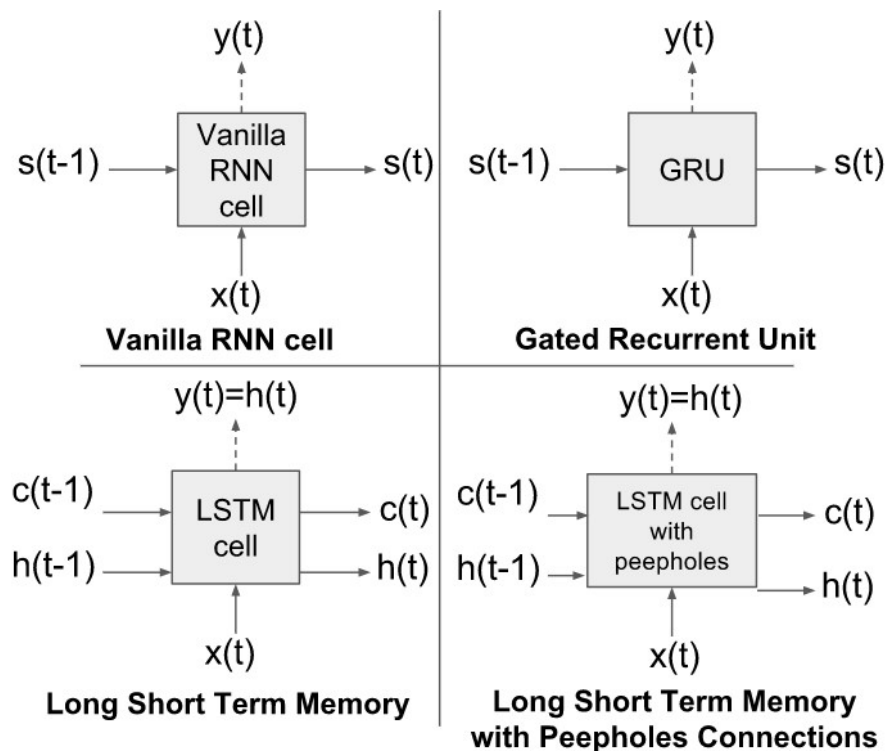 y(t)
Vanilla
RNN
cell
s(t-1)
s(t)
x(t)
Vanilla RNN cell
y(t)
GRU
s(t-1)
s(t)
x(t)
Gated Recurrent Unit
y(t)=h(t)
c(t-1)
LSTM
cell
c(t)
h(t-1)
h(t)
x(t)
Long Short Term Memory
y(t)=h(t)
c(t-1)
LSTM cell
with
peepholes
c(t)
h(t-1)
h(t)
x(t)
Long Short Term Memory
with Peepholes Connections